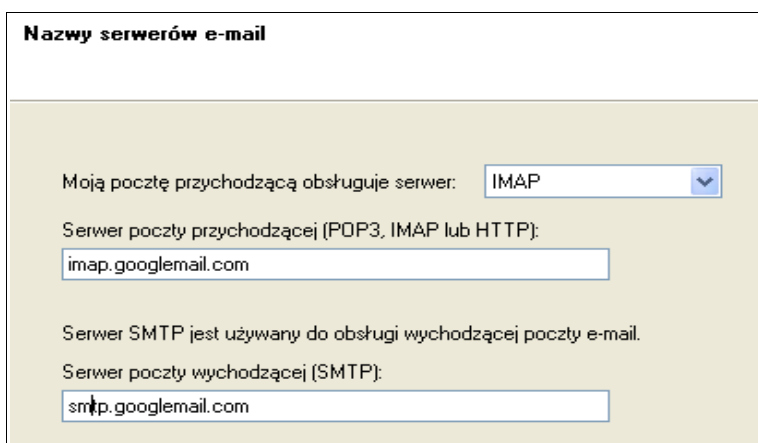 Nazwy serwerów e-mail
Moją pocztę przychodzącą obsługuje serwer: IMAP
Serwer poczty przychodzącej (POP3, IMAP lub HTTP):
imap.googlemail.com
Serwer SMTP jest używany do obsługi wychodzącej poczty e-mail.
Serwer poczty wychodzącej (SMTP):
smtp.googlemail.com